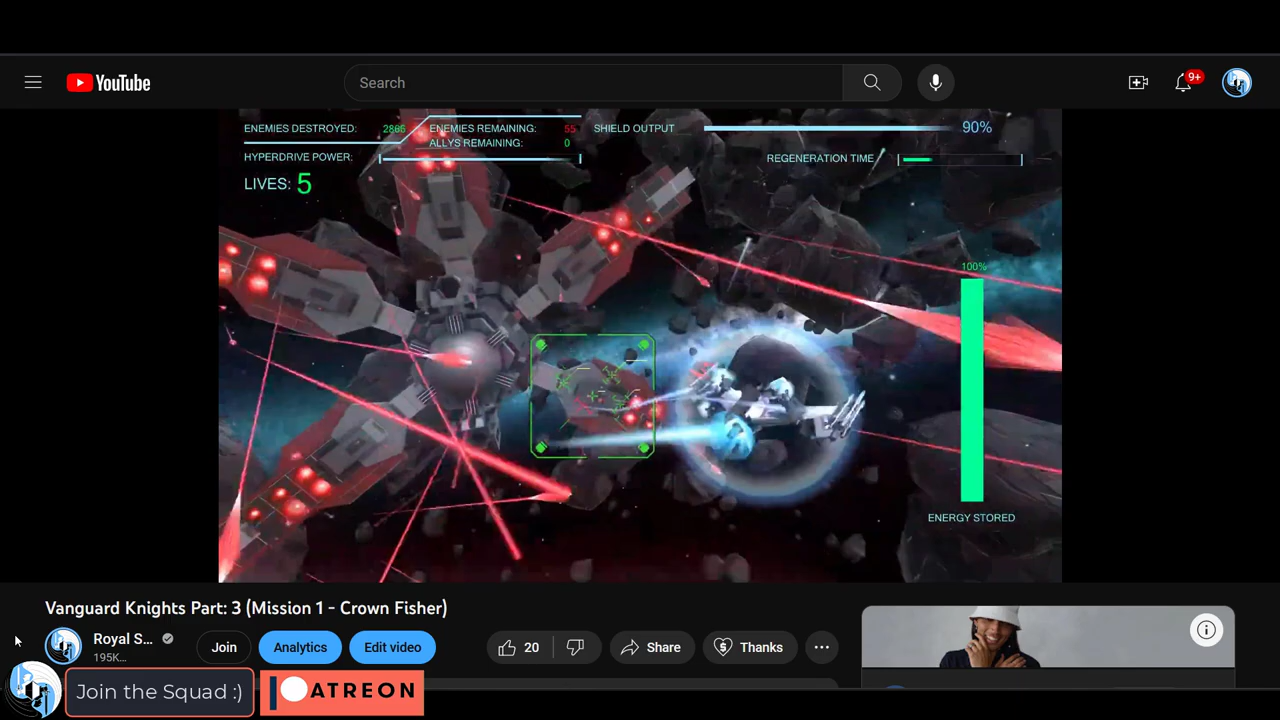 YouTube
Search
9+
ENEMIES DESTROYED: 2866
ENEMIES REMAINING: 55
SHIELD OUTPUT
90%
ALLYS REMAINING: 0
HYPERDRIVE POWER:
REGENERATION TIME
LIVES: 5
100%
ENERGY STORED
Vanguard Knights Part: 3 (Mission 1 - Crown Fisher)
Royal S...
195K...
Join
Analytics
Edit video
20
Share
Thanks
Join the Squad :)
PATREON